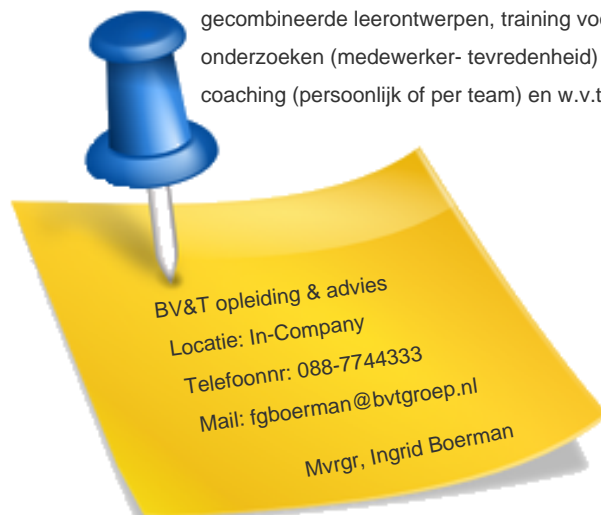 gecombineerde leerontwerpen, training
onderzoeken (medewerker- tevredenheid)
coaching (persoonlijk of per team) en w.v.t
BV&T opleiding & advies
Locatie: In-Company
Telefoonnr: 088-7744333
Mail: fgboerman@bvtgroep.nl
Mvrgr, Ingrid Boerman